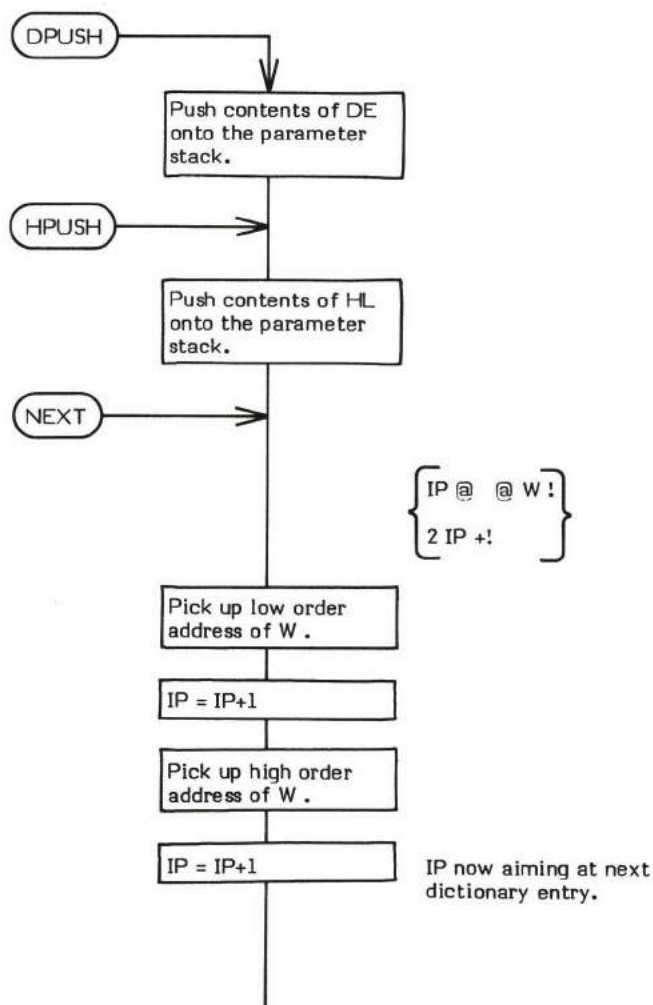 DPUSH
Push contents of DE
onto the parameter
stack.
HPUSH
Push contents of HL
onto the parameter
stack.
NEXT
IP @ @ W !
2 IP +!
Pick up low order
address of W .
IP = IP+1
Pick up high order
address of W .
IP = IP+1
IP now aiming at next
dictionary entry.